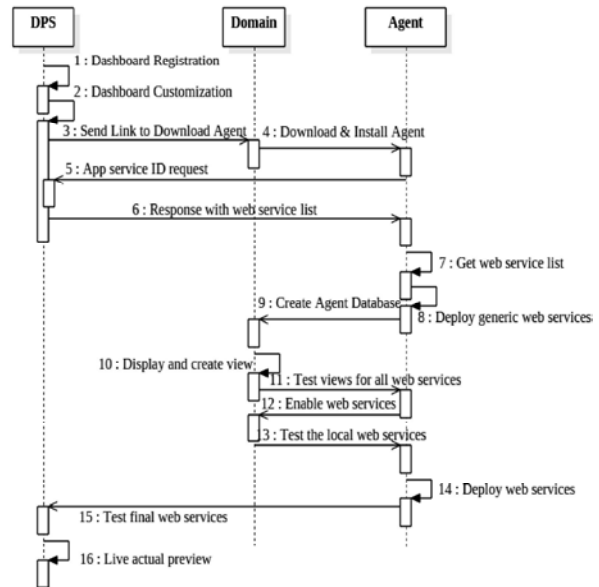 DPS
Domain
Agent
1 : Dashboard Registration
2 : Dashboard Customization
3 : Send Link to Download Agent
4 : Download & Install Agent
5 : App service ID request
6 : Response with web service list
7 : Get web service list
9 : Create Agent Database
8 : Deploy generic web services
10 : Display and create view
11 : Test views for all web services
12 : Enable web services
13 : Test the local web services
14 : Deploy web services
15 : Test final web services
16 : Live actual preview